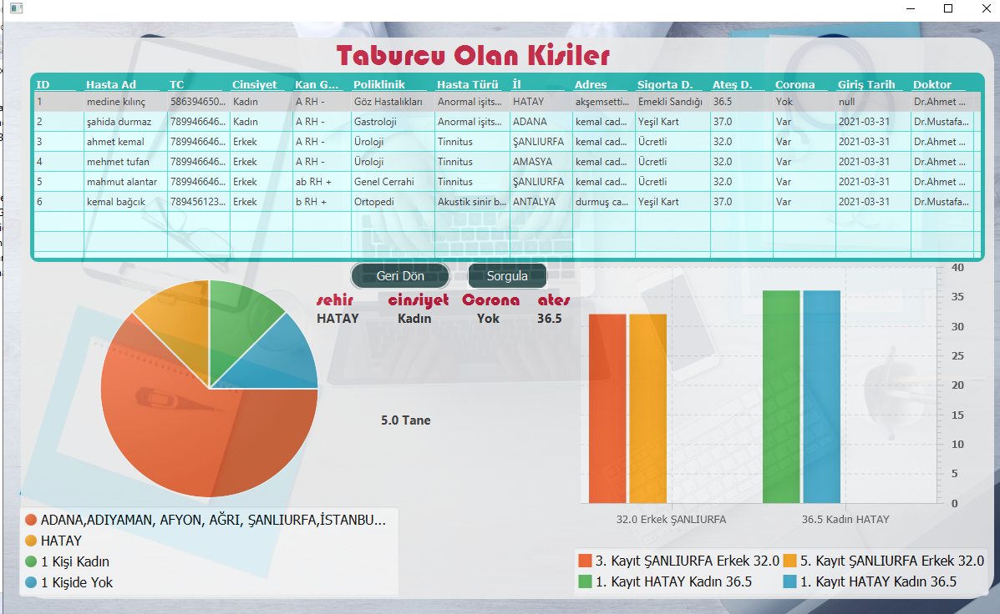 Taburcu Olan Kisiler
ID Hasta Ad TC Cinsiyet Kan G... Poliklinik Hasta Türü İl Adres Sigorta D. Ateş D. Corona Giriş Tarih Doktor
1 medine kılınç 586394650... Kadın A RH - Göz Hastalıkları Anormal işits... HATAY akşemsetti... Emekli Sandığı 36.5 Yok null Dr.Ahmet ...
2 şahida durmaz 789946646... Kadın A RH - Gastroloji Anormal işits... ADANA kemal cad... Yeşil Kart 37.0 Var 2021-03-31 Dr.Mustafa...
3 ahmet kemal 789946646... Erkek A RH - Üroloji Tinnitus ŞANLIURFA kemal cad... Ücretli 32.0 Var 2021-03-31 Dr.Ahmet ...
4 mehmet tufan 789946646... Erkek A RH - Üroloji Tinnitus AMASYA kemal cad... Ücretli 32.0 Var 2021-03-31 Dr.Ahmet ...
5 mahmut alantar 789946646... Erkek ab RH + Genel Cerrahi Tinnitus ŞANLIURFA kemal cad... Ücretli 32.0 Var 2021-03-31 Dr.Ahmet ...
6 kemal bağcık 789456123... Erkek b RH + Ortopedi Akustik sinir b... ANTALYA durmuş ca... Yeşil Kart 37.0 Var 2021-03-31 Dr.Mustafa...
Geri Dön Sorgula
sehir cinsiyet Corona ates
HATAY Kadın Yok 36.5
5.0 Tane
ADANA,ADIYAMAN, AFYON, AĞRI, ŞANLIURFA,İSTANBU...
HATAY
1 Kişi Kadın
1 Kişide Yok
40
35
30
25
20
15
10
5
0
32.0 Erkek ŞANLIURFA 36.5 Kadın HATAY
3. Kayıt ŞANLIURFA Erkek 32.0 5. Kayıt ŞANLIURFA Erkek 32.0
1. Kayıt HATAY Kadın 36.5 1. Kayıt HATAY Kadın 36.5